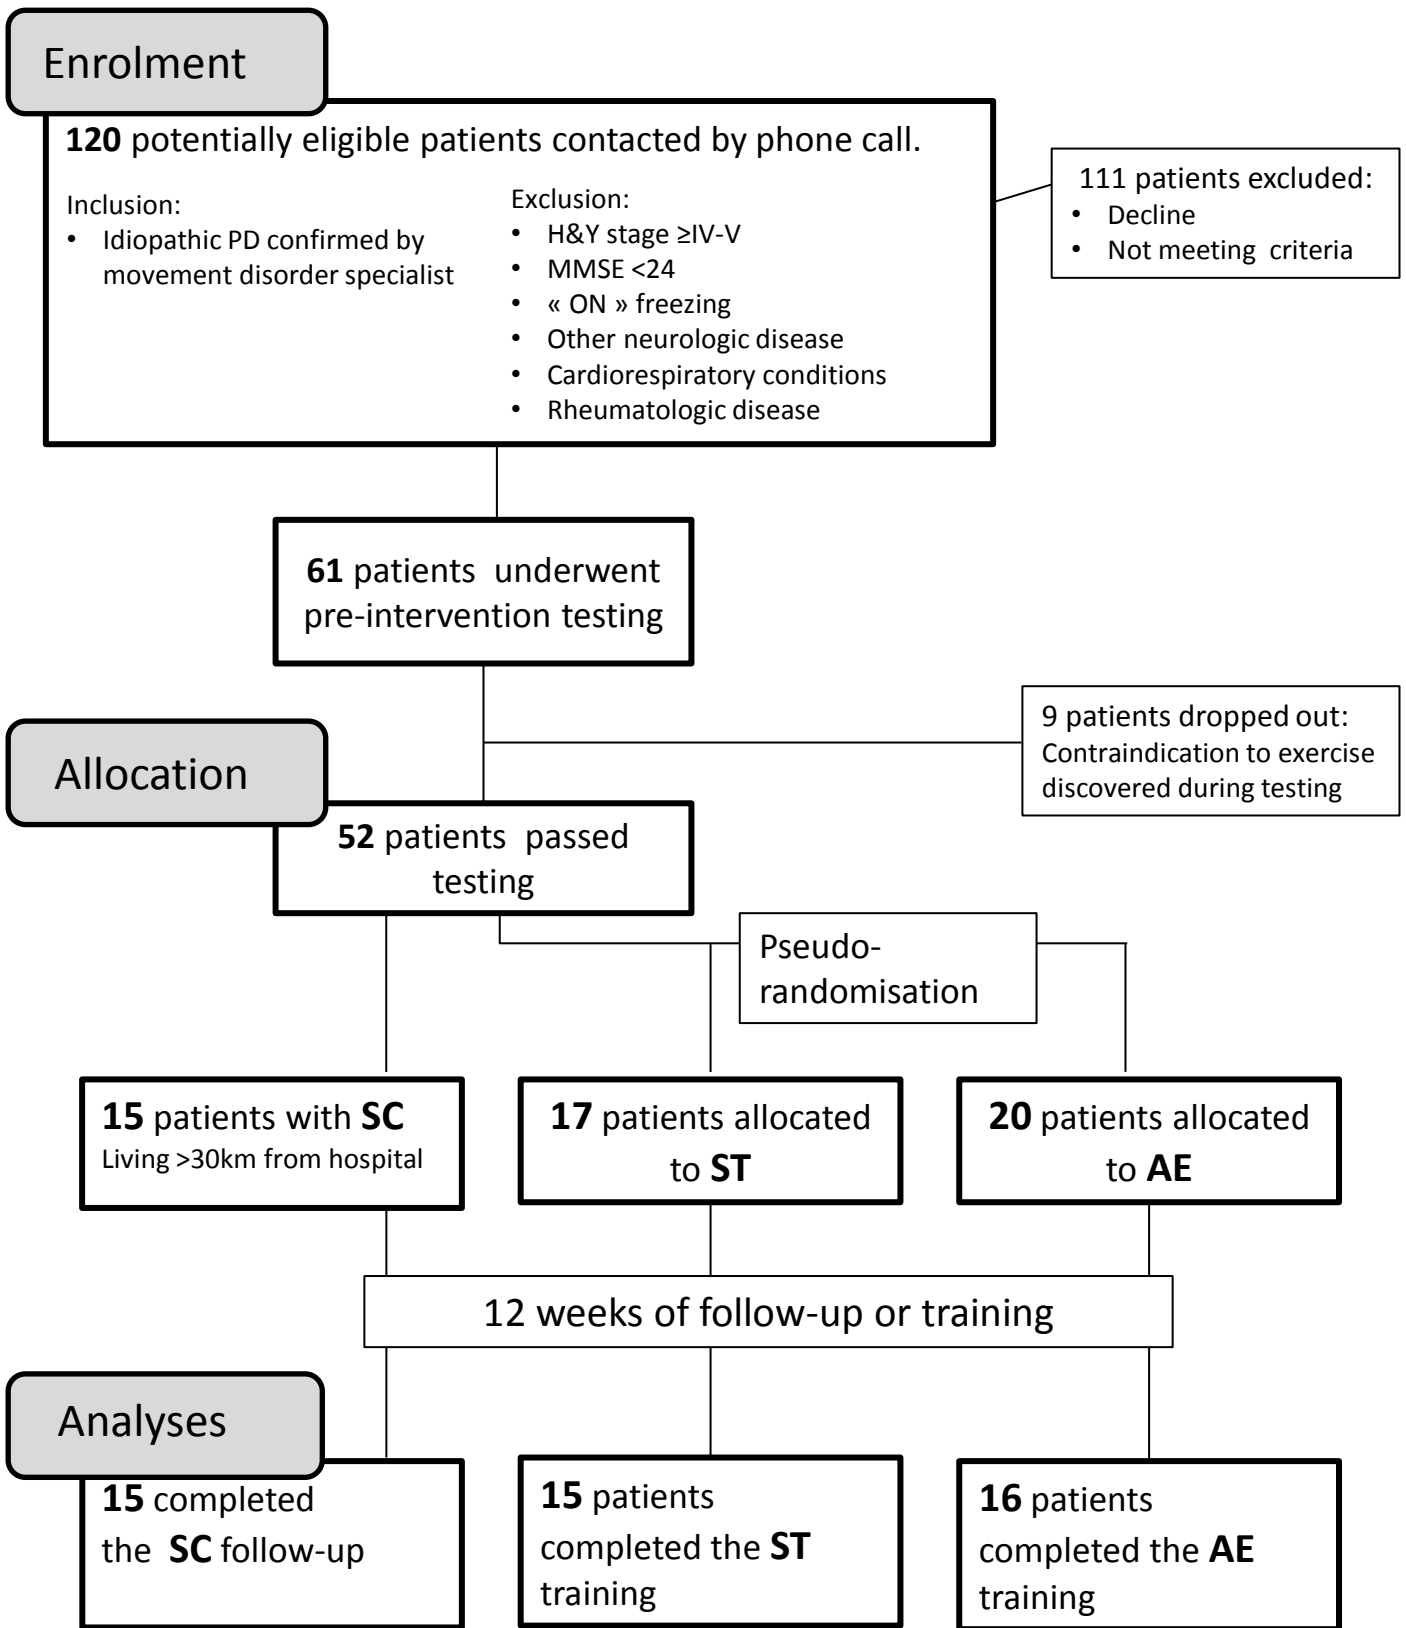 Enrolment
120 potentially eligible patients contacted by phone call.
Inclusion:
• Idiopathic PD confirmed by
movement disorder specialist
Exclusion:
• H&Y stage ≥IV-V
• MMSE <24
• « ON » freezing
• Other neurologic disease
• Cardiorespiratory conditions
• Rheumatologic disease
111 patients excluded:
• Decline
• Not meeting criteria
61 patients underwent
pre-intervention testing
9 patients dropped out:
Contraindication to exercise
discovered during testing
Allocation
52 patients passed
testing
Pseudo-
randomisation
15 patients with SC
Living >30km from hospital
17 patients allocated
to ST
20 patients allocated
to AE
12 weeks of follow-up or training
Analyses
15 completed
the SC follow-up
15 patients
completed the ST
training
16 patients
completed the AE
training